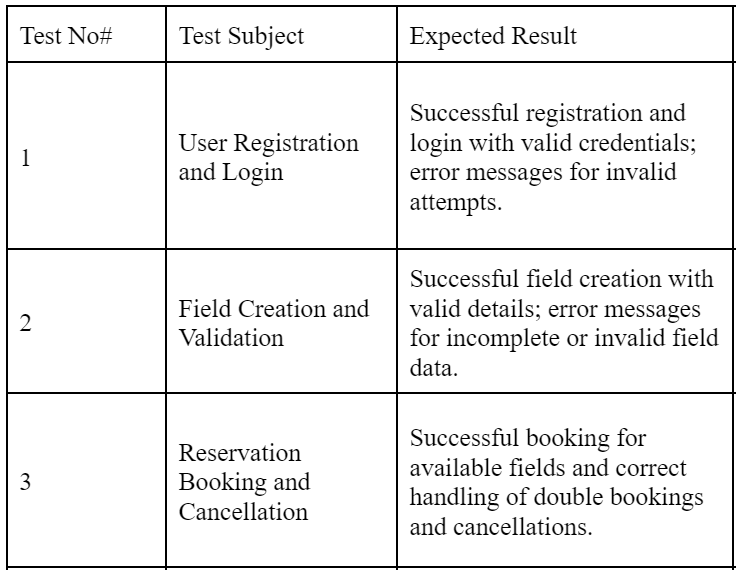 Test No#
Test Subject
Expected Result
1
User Registration
and Login
Successful registration and
login with valid credentials;
error messages for invalid
attempts.
2
Field Creation and
Validation
Successful field creation with
valid details; error messages
for incomplete or invalid field
data.
3
Reservation
Booking and
Cancellation
Successful booking for
available fields and correct
handling of double bookings
and cancellations.